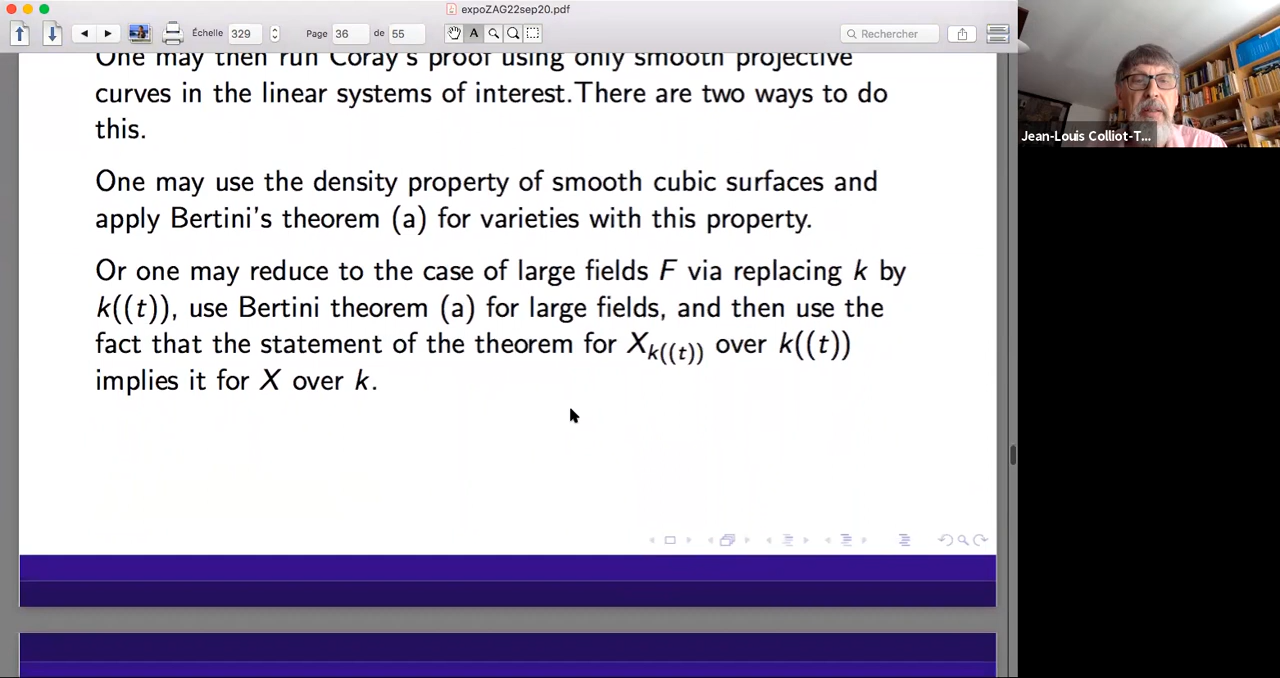 expoZAG22sep20.pdf
Échelle 329 Page 36 de 55 Rechercher
One may then run Coray's proof using only smooth projective
curves in the linear systems of interest.There are two ways to do
this.
One may use the density property of smooth cubic surfaces and
apply Bertini's theorem (a) for varieties with this property.
Or one may reduce to the case of large fields F via replacing k by
k((t)), use Bertini theorem (a) for large fields, and then use the
fact that the statement of the theorem for X_{k((t))} over k((t))
implies it for X over k.
Jean-Louis Colliot-T...